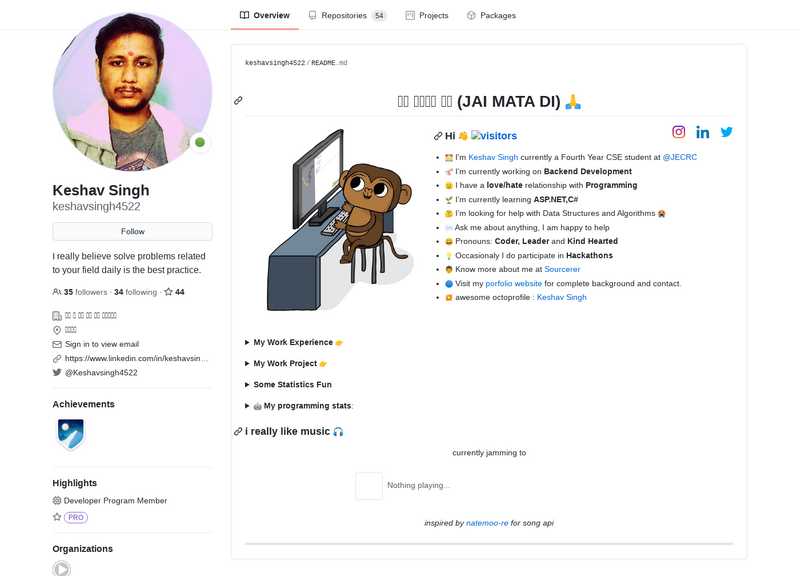 Overview
Repositories 54
Projects
Packages
Keshav Singh
keshavsingh4522
Follow
I really believe solve problems related
to your field daily is the best practice.
35 followers · 34 following · 44
Sign in to view email
https://www.linkedin.com/in/keshavsin...
@Keshavsingh4522
Achievements
Highlights
Developer Program Member
PRO
Organizations
keshavsingh4522 / README.md
(JAI MATA DI) 🙏
Hi 👋 visitors
I'm Keshav Singh currently a Fourth Year CSE student at @JECRC
I'm currently working on Backend Development
I have a love/hate relationship with Programming
I'm currently learning ASP.NET,C#
I'm looking for help with Data Structures and Algorithms 😭
Ask me about anything, I am happy to help
Pronouns: Coder, Leader and Kind Hearted
Occasionaly I do participate in Hackathons
Know more about me at Sourcerer
Visit my porfolio website for complete background and contact.
awesome octoprofile : Keshav Singh
My Work Experience 👉
My Work Project 👉
Some Statistics Fun
🤖 My programming stats:
i really like music 🎧
currently jamming to
Nothing playing...
inspired by natemoo-re for song api